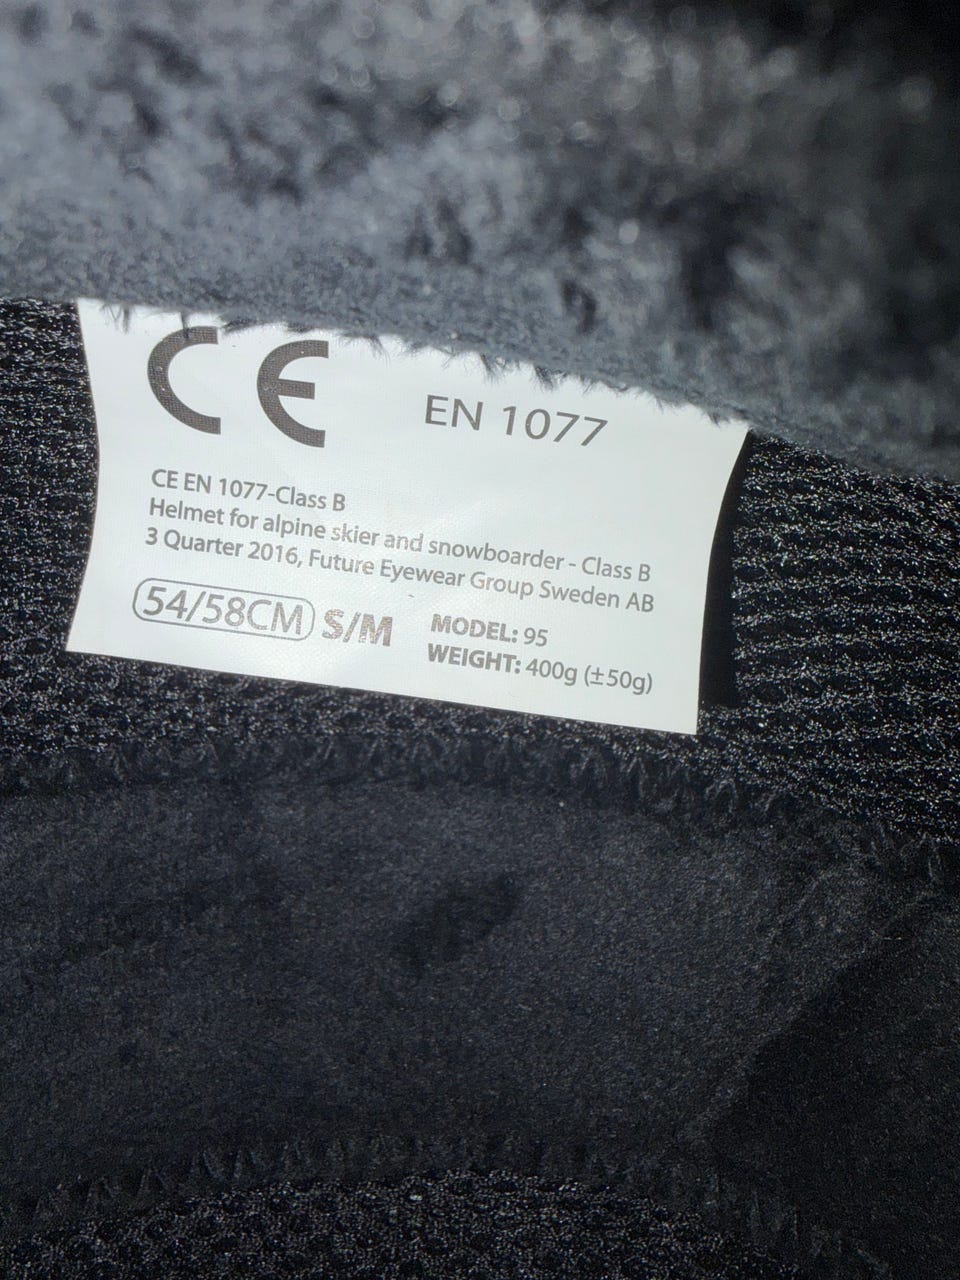 CE EN 1077
CE EN 1077-Class B
Helmet for alpine skier and snowboarder - Class B
3 Quarter 2016, Future Eyewear Group Sweden AB
54/58CM S/M
MODEL: 95
WEIGHT: 400g (±50g)